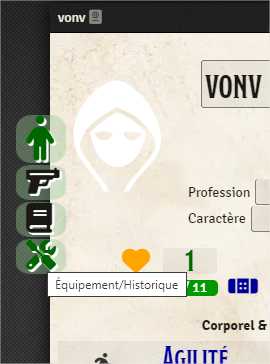 vonv
VONV
Profession
Caractère
1
/ 11
Équipement/Historique
Corporel &
AGILITÉ